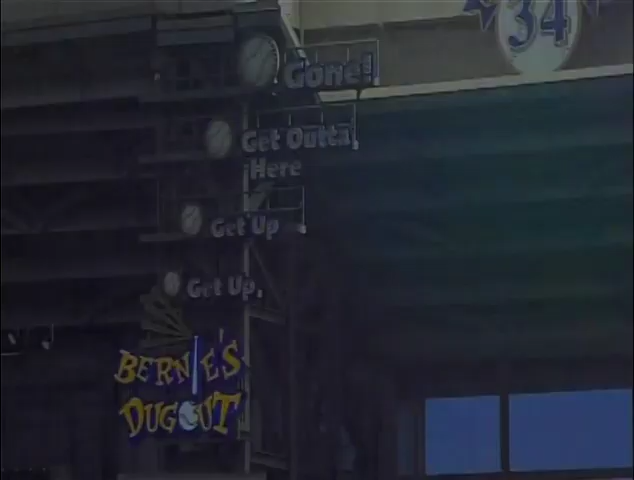 34
Gone!
Get Outta
Here
Get Up
Get Up,
BERNIE'S
DUGOUT